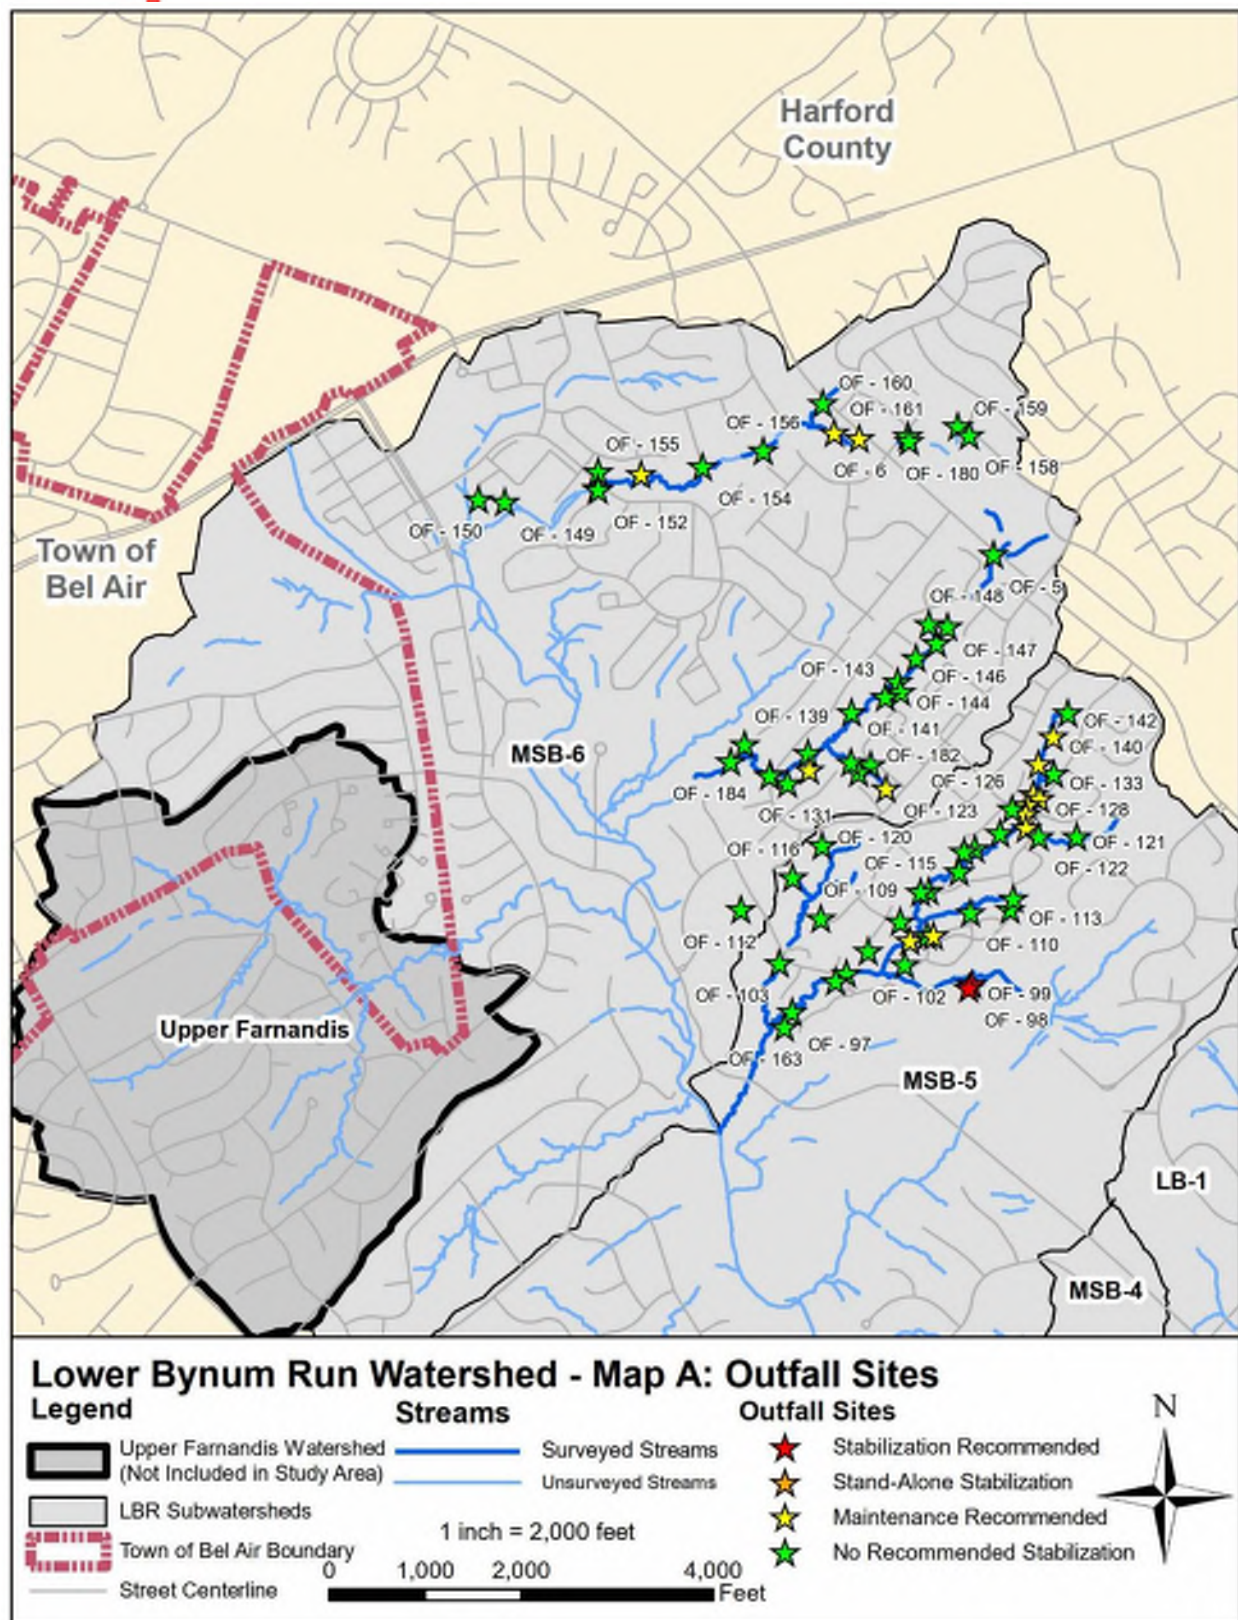 Harford
County
OF - 160
OF - 161
OF - 159
OF - 156
OF - 155
OF - 6
OF - 180
OF - 158
OF - 154
OF - 152
OF - 150
OF - 149
Town of
Bel Air
OF - 5
OF - 148
OF - 147
OF - 143
OF - 146
OF - 144
OF - 139
OF - 142
OF - 141
OF - 140
MSB-6
OF - 182
OF - 126
OF - 133
OF - 184
OF - 123
OF - 128
OF - 131
OF - 120
OF - 121
OF - 116
OF - 115
OF - 122
OF - 109
OF - 113
OF - 112
OF - 110
OF - 103
OF - 102
OF - 99
OF - 98
Upper Farnandis
OF - 97
OF - 163
MSB-5
LB-1
MSB-4
Lower Bynum Run Watershed - Map A: Outfall Sites
Legend
Upper Farnandis Watershed
(Not Included in Study Area)
LBR Subwatersheds
Town of Bel Air Boundary
Street Centerline
Streams
Surveyed Streams
Unsurveyed Streams
1 inch = 2,000 feet
0 1,000 2,000 4,000
Feet
Outfall Sites
Stabilization Recommended
Stand-Alone Stabilization
Maintenance Recommended
No Recommended Stabilization
N